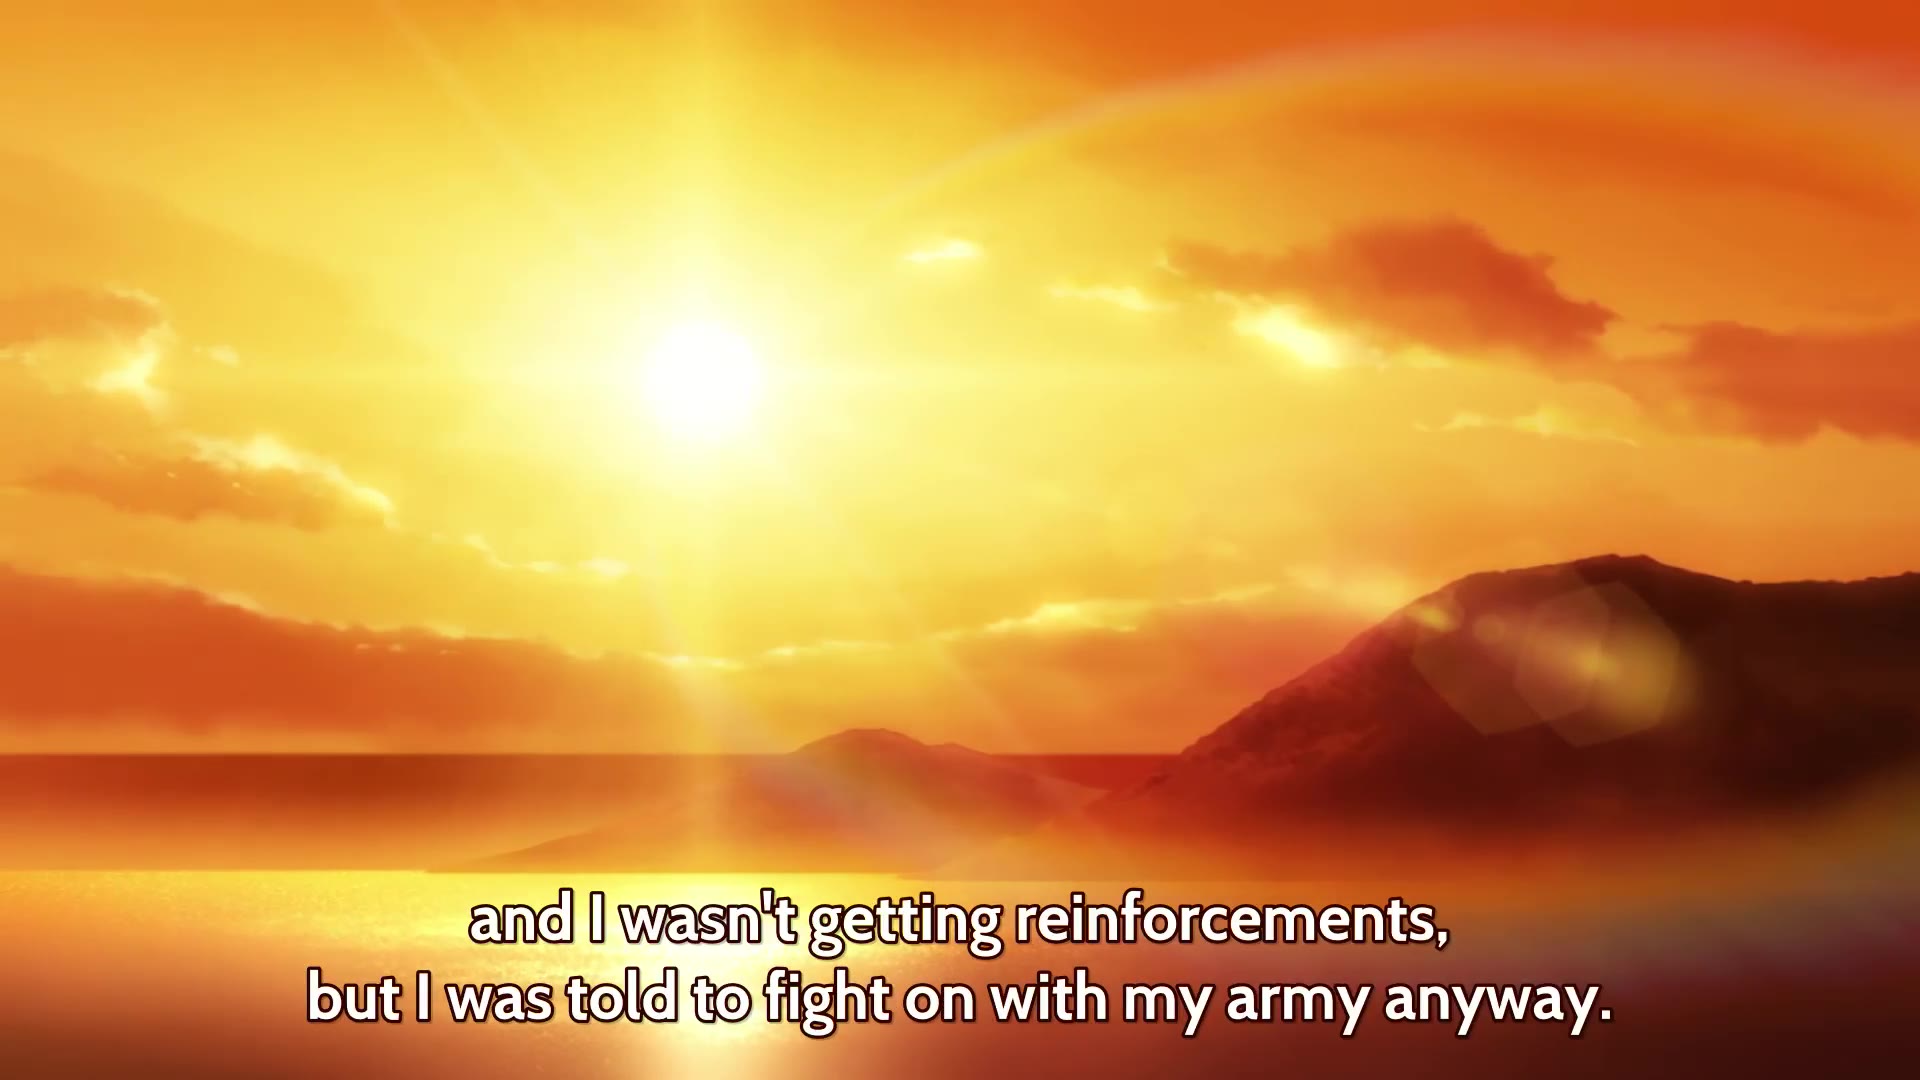 and I wasn't getting reinforcements,
but I was told to fight on with my army anyway.